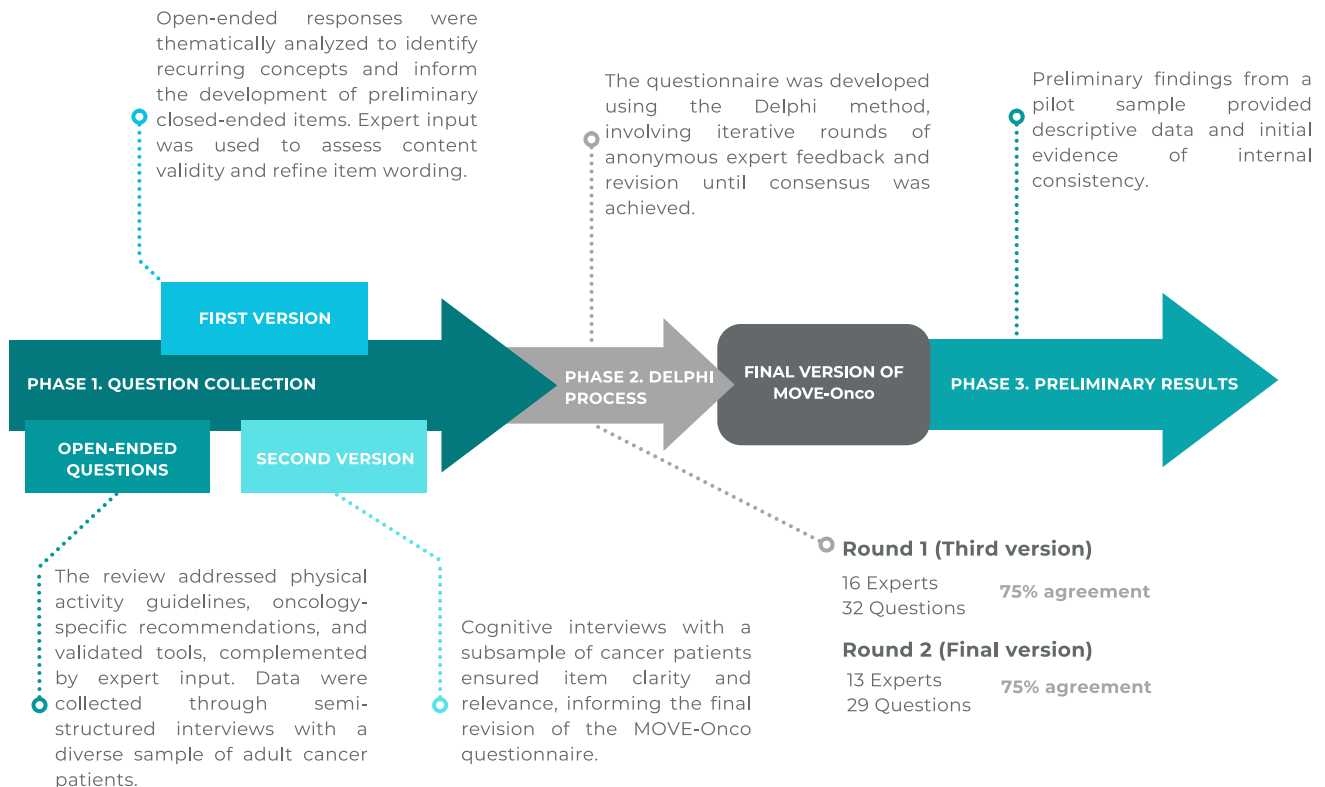 Open-ended responses were
thematically analyzed to identify
recurring concepts and inform
the development of preliminary
closed-ended items. Expert input
was used to assess content
validity and refine item wording.
The questionnaire was developed
using the Delphi method,
involving iterative rounds of
anonymous expert feedback and
revision until consensus was
achieved.
Preliminary findings from a
pilot sample provided
descriptive data and initial
evidence of internal
consistency.
FIRST VERSION
PHASE 1. QUESTION COLLECTION
PHASE 2. DELPHI
PROCESS
FINAL VERSION OF
MOVE-Onco
PHASE 3. PRELIMINARY RESULTS
OPEN-ENDED
QUESTIONS
SECOND VERSION
The review addressed physical
activity guidelines, oncology-
specific recommendations, and
validated tools, complemented
by expert input. Data were
collected through semi-
structured interviews with a
diverse sample of adult cancer
patients.
Cognitive interviews with a
subsample of cancer patients
ensured item clarity and
relevance, informing the final
revision of the MOVE-Onco
questionnaire.
Round 1 (Third version)
16 Experts
32 Questions
75% agreement
Round 2 (Final version)
13 Experts
29 Questions
75% agreement